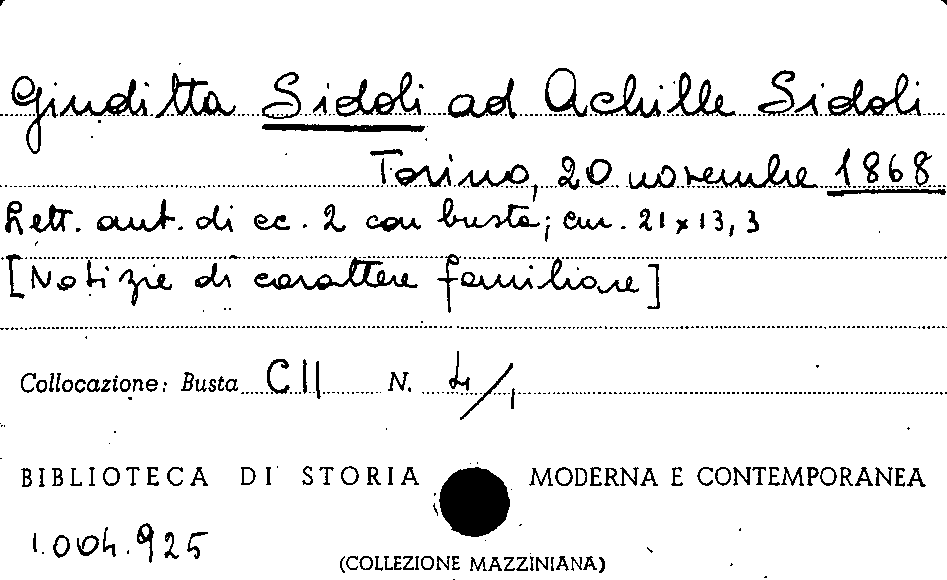 Giuditta Sidoli ad Achille Sidoli
Torino, 20 novembre 1868
Lett. aut. di cc. 2 con busta; cm. 21 x 13,3
[Notizie di carattere familiare]
Collocazione: Busta CII N. 4/1
BIBLIOTECA DI STORIA MODERNA E CONTEMPORANEA
1.004.925
(COLLEZIONE MAZZINIANA)